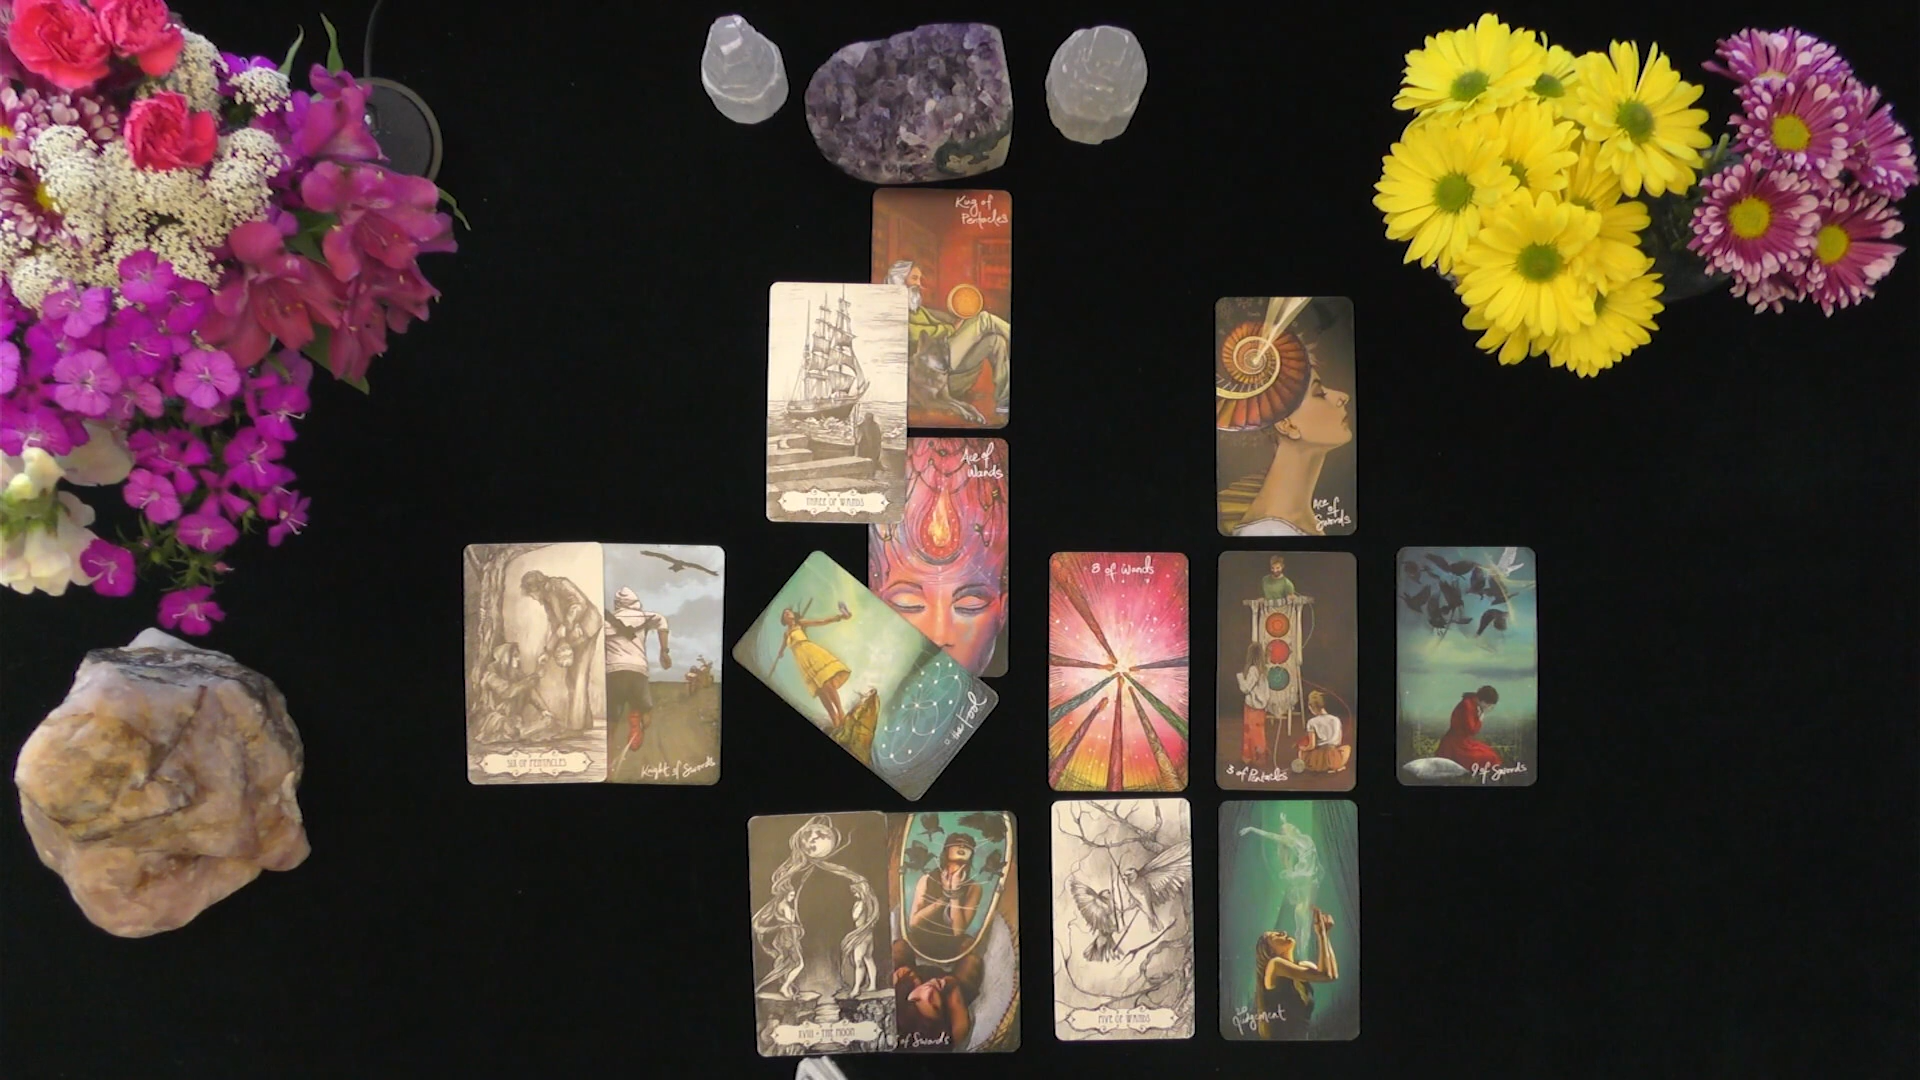 King of
Pentacles
THREE OF WANDS
Ace of
Wands
Ace
of
Swords
SIX OF PENTACLES
Knight of Swords
0 the Fool
8 of Wands
3 of Pentacles
9 of Swords
XVIII • THE MOON
of Swords
FIVE OF WANDS
20
Judgement